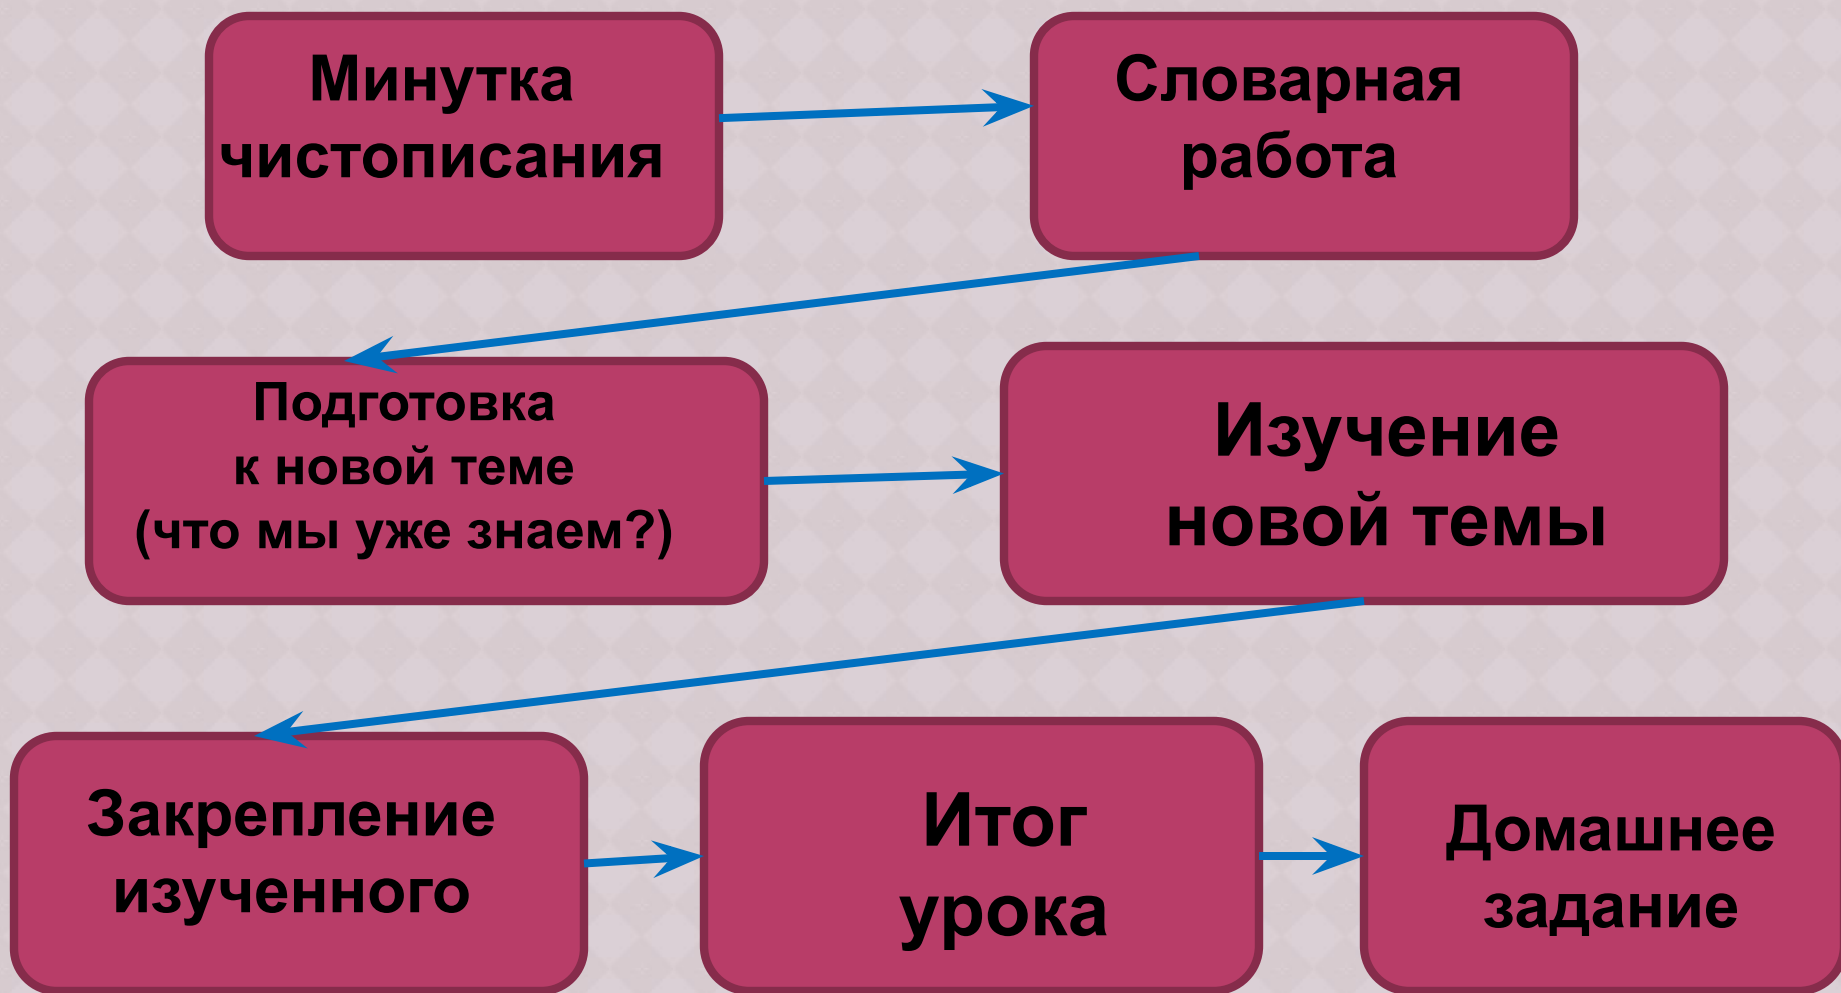 Минутка
чистописания
Словарная
работа
Подготовка
к новой теме
(что мы уже знаем?)
Изучение
новой темы
Закрепление
изученного
Итог
урока
Домашнее
задание